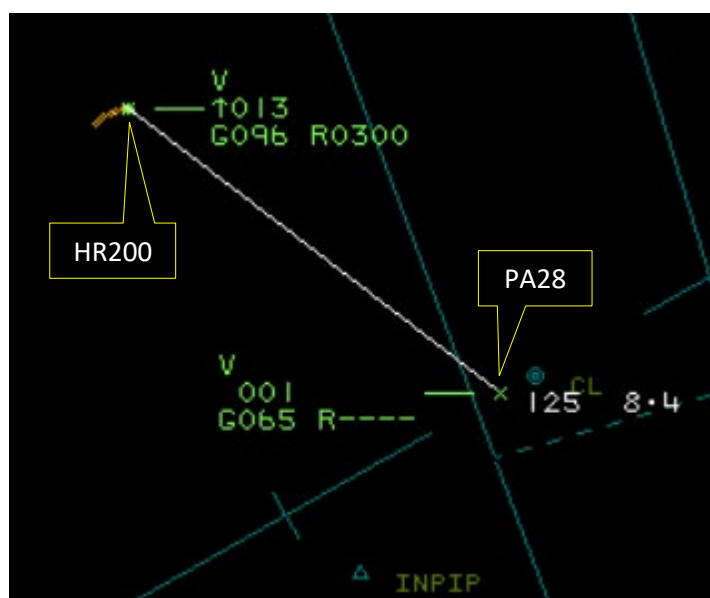 V
↑013
G096 R0300
HR200
PA28
V
001
G065 R----
CL
125 8.4
INPIP